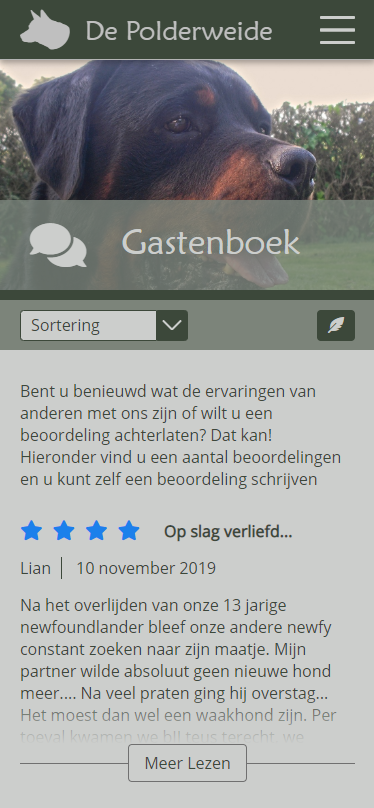 De Polderweide
Gastenboek
Sortering
Bent u benieuwd wat de ervaringen van
anderen met ons zijn of wilt u een
beoordeling achterlaten? Dat kan!
Hieronder vind u een aantal beoordelingen
en u kunt zelf een beoordeling schrijven
Op slag verliefd...
Lian 10 november 2019
Na het overlijden van onze 13 jarige
newfoundlander bleef onze andere newfy
constant zoeken naar zijn maatje. Mijn
partner wilde absoluut geen nieuwe hond
meer.... Na veel praten ging hij overstag...
Het moest dan wel een waakhond zijn. Per
toeval kwamen we bij teus terecht, we
Meer Lezen